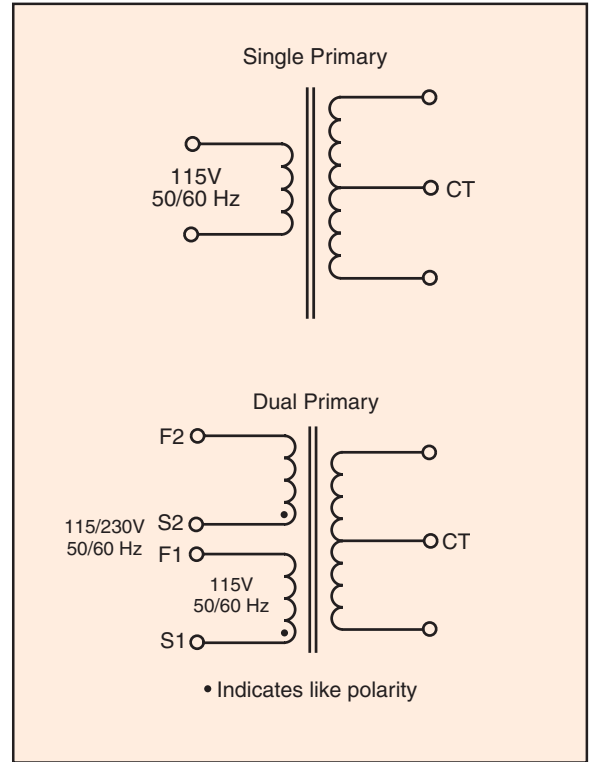 Single Primary
115V
50/60 Hz
CT
Dual Primary
F2
S2
115/230V
50/60 Hz
F1
CT
115V
50/60 Hz
S1
• Indicates like polarity